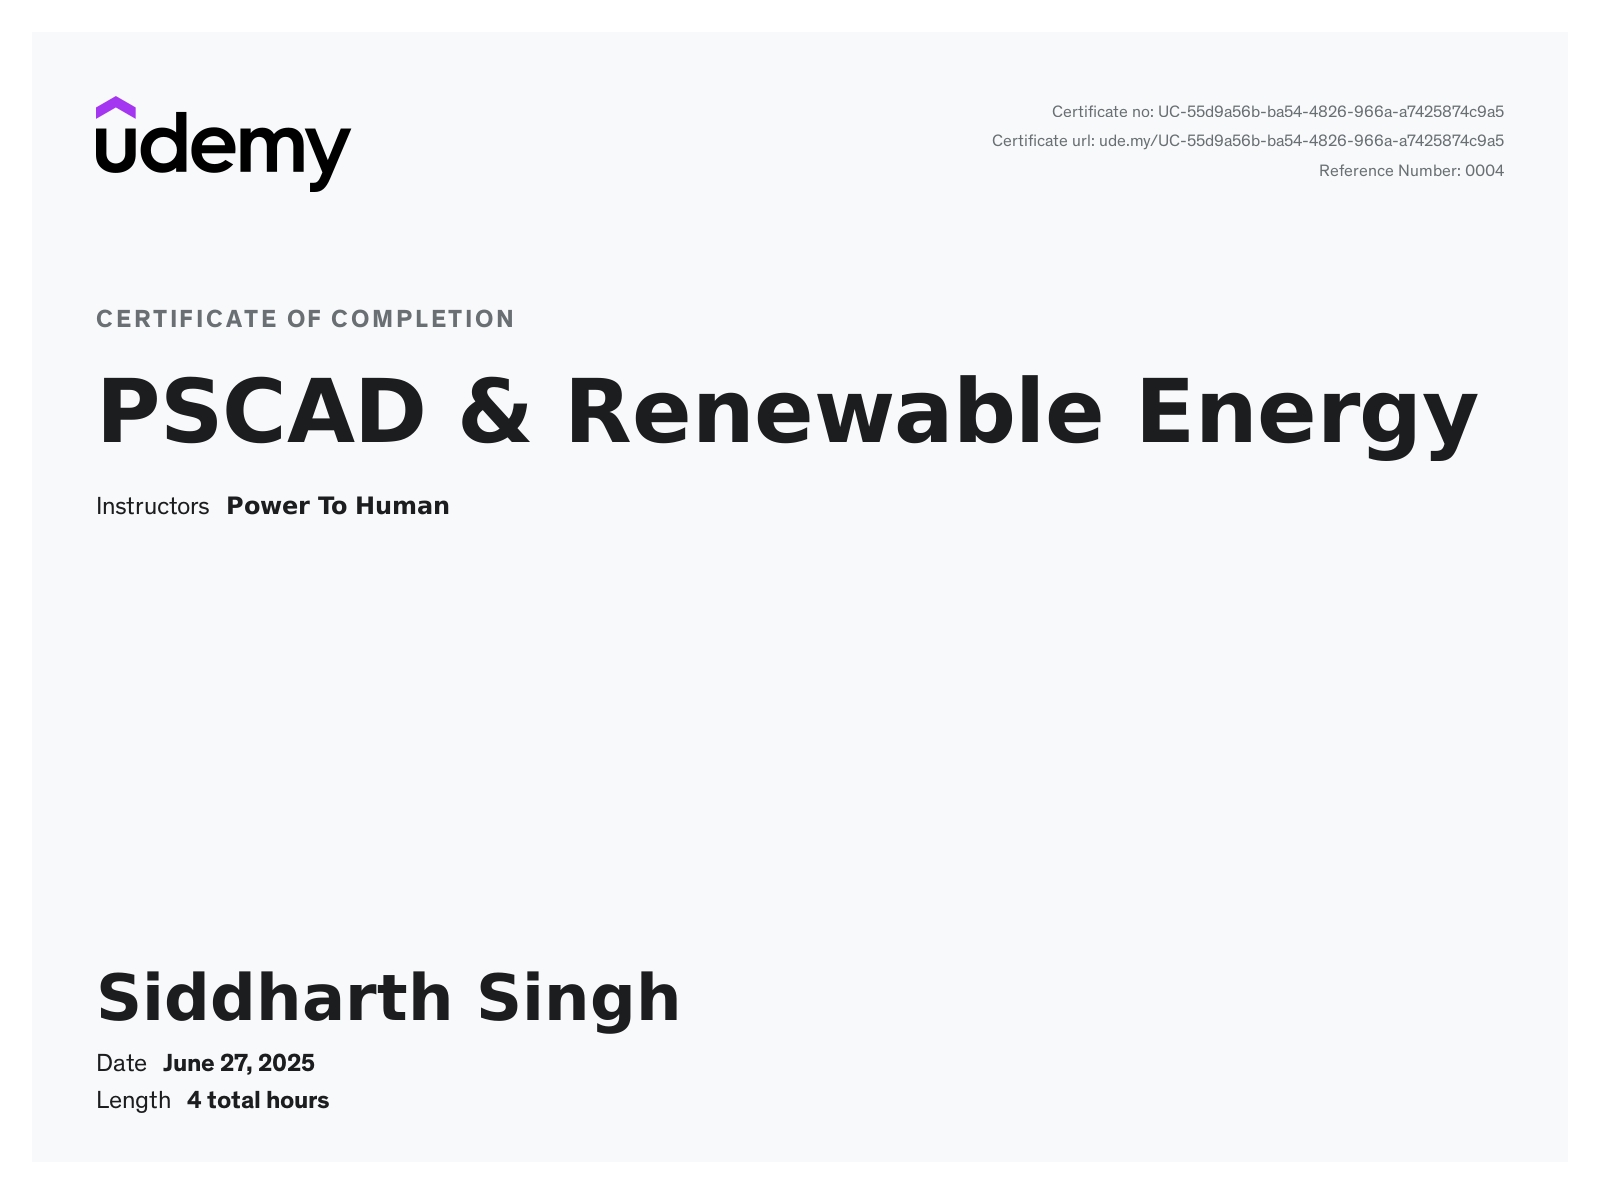 udemy
Certificate no: UC-55d9a56b-ba54-4826-966a-a7425874c9a5
Certificate url: ude.my/UC-55d9a56b-ba54-4826-966a-a7425874c9a5
Reference Number: 0004
CERTIFICATE OF COMPLETION
PSCAD & Renewable Energy
Instructors Power To Human
Siddharth Singh
Date June 27, 2025
Length 4 total hours